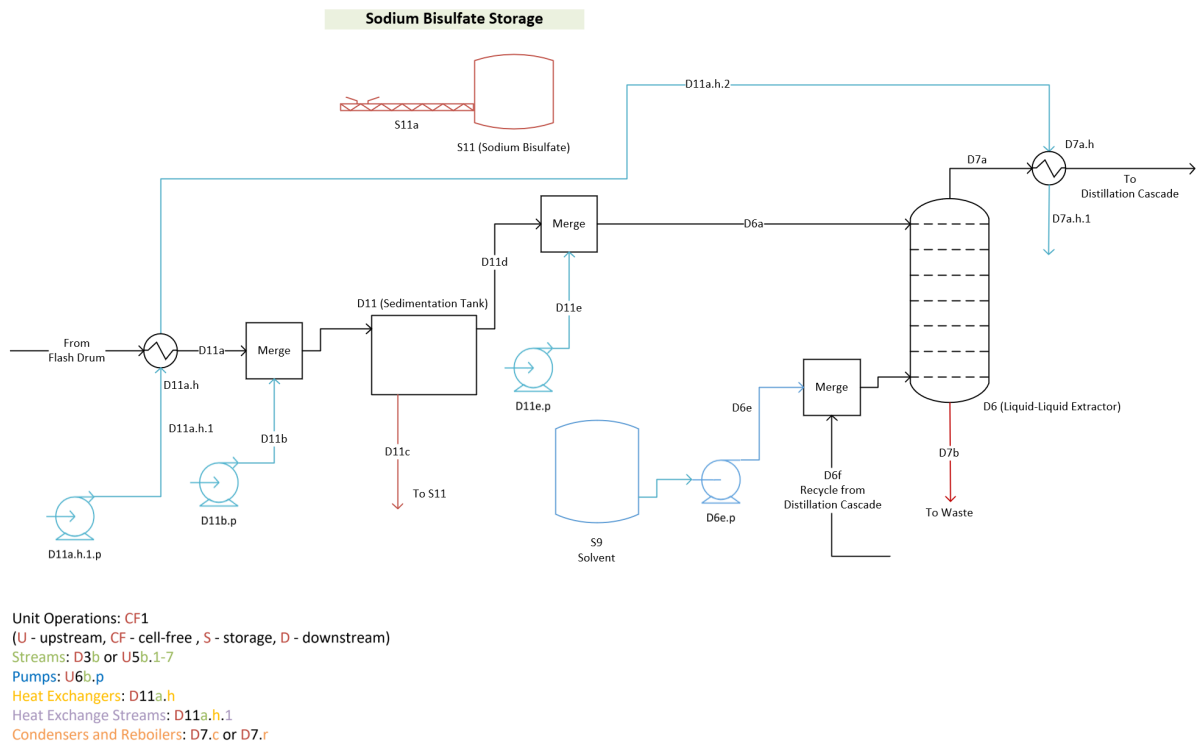 Sodium Bisulfate Storage
D11a.h.2
S11a
S11 (Sodium Bisulfate)
D7a.h
D7a
To
Distillation Cascade
D7a.h.1
Merge
D6a
D11d
D11 (Sedimentation Tank)
D11e
From
Flash Drum
D11a
Merge
D11a.h
D11e.p
Merge
D6e
D6 (Liquid-Liquid Extractor)
D11a.h.1
D11b
D11c
D7b
D6f
Recycle from
Distillation Cascade
To S11
To Waste
D11b.p
D6e.p
D11a.h.1.p
S9
Solvent
Unit Operations: CF1
(U - upstream, CF - cell-free , S - storage, D - downstream)
Streams: D3b or U5b.1-7
Pumps: U6b.p
Heat Exchangers: D11a.h
Heat Exchange Streams: D11a.h.1
Condensers and Reboilers: D7.c or D7.r